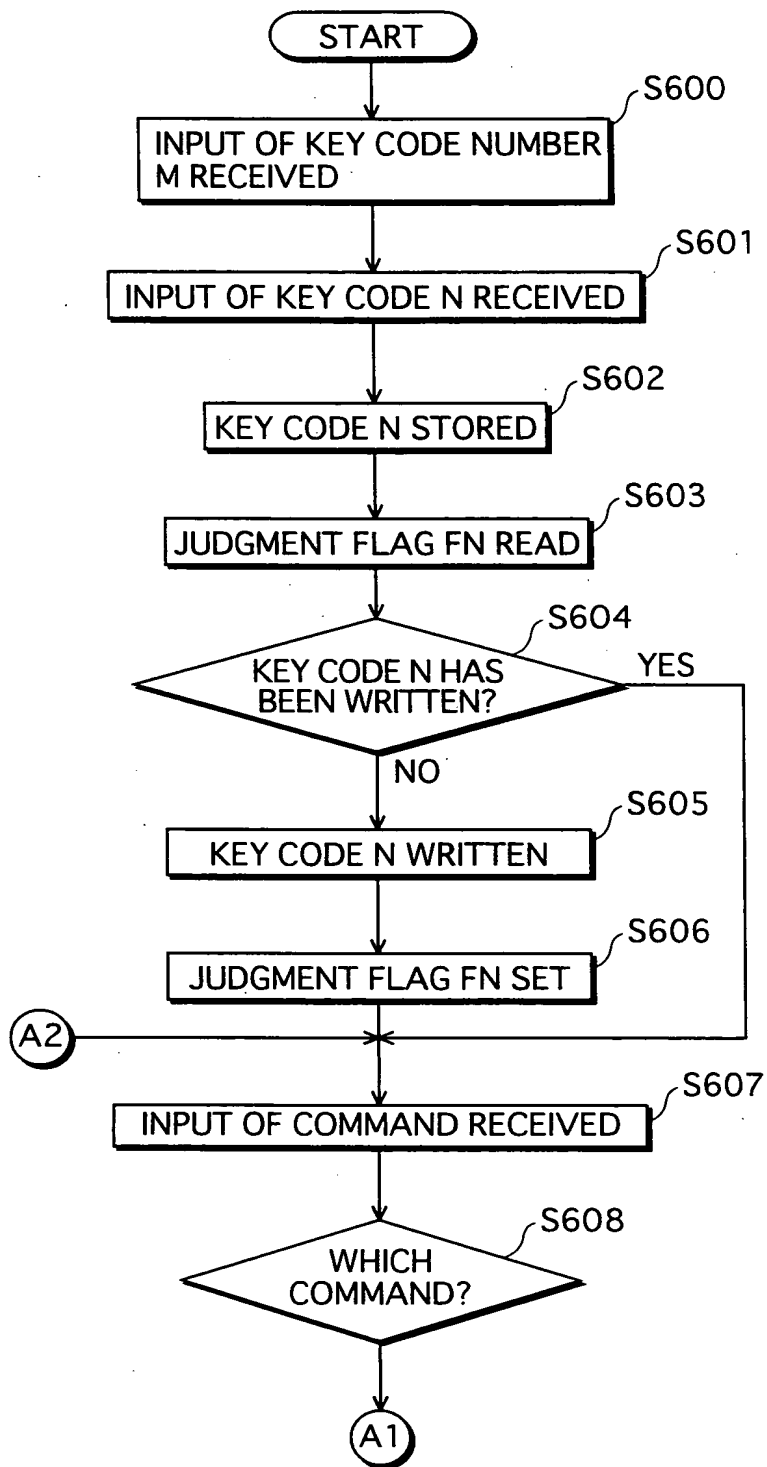 START
S600
INPUT OF KEY CODE NUMBER
M RECEIVED
S601
INPUT OF KEY CODE N RECEIVED
S602
KEY CODE N STORED
S603
JUDGMENT FLAG FN READ
S604
KEY CODE N HAS
BEEN WRITTEN?
YES
NO
S605
KEY CODE N WRITTEN
S606
JUDGMENT FLAG FN SET
A2
S607
INPUT OF COMMAND RECEIVED
S608
WHICH
COMMAND?
A1